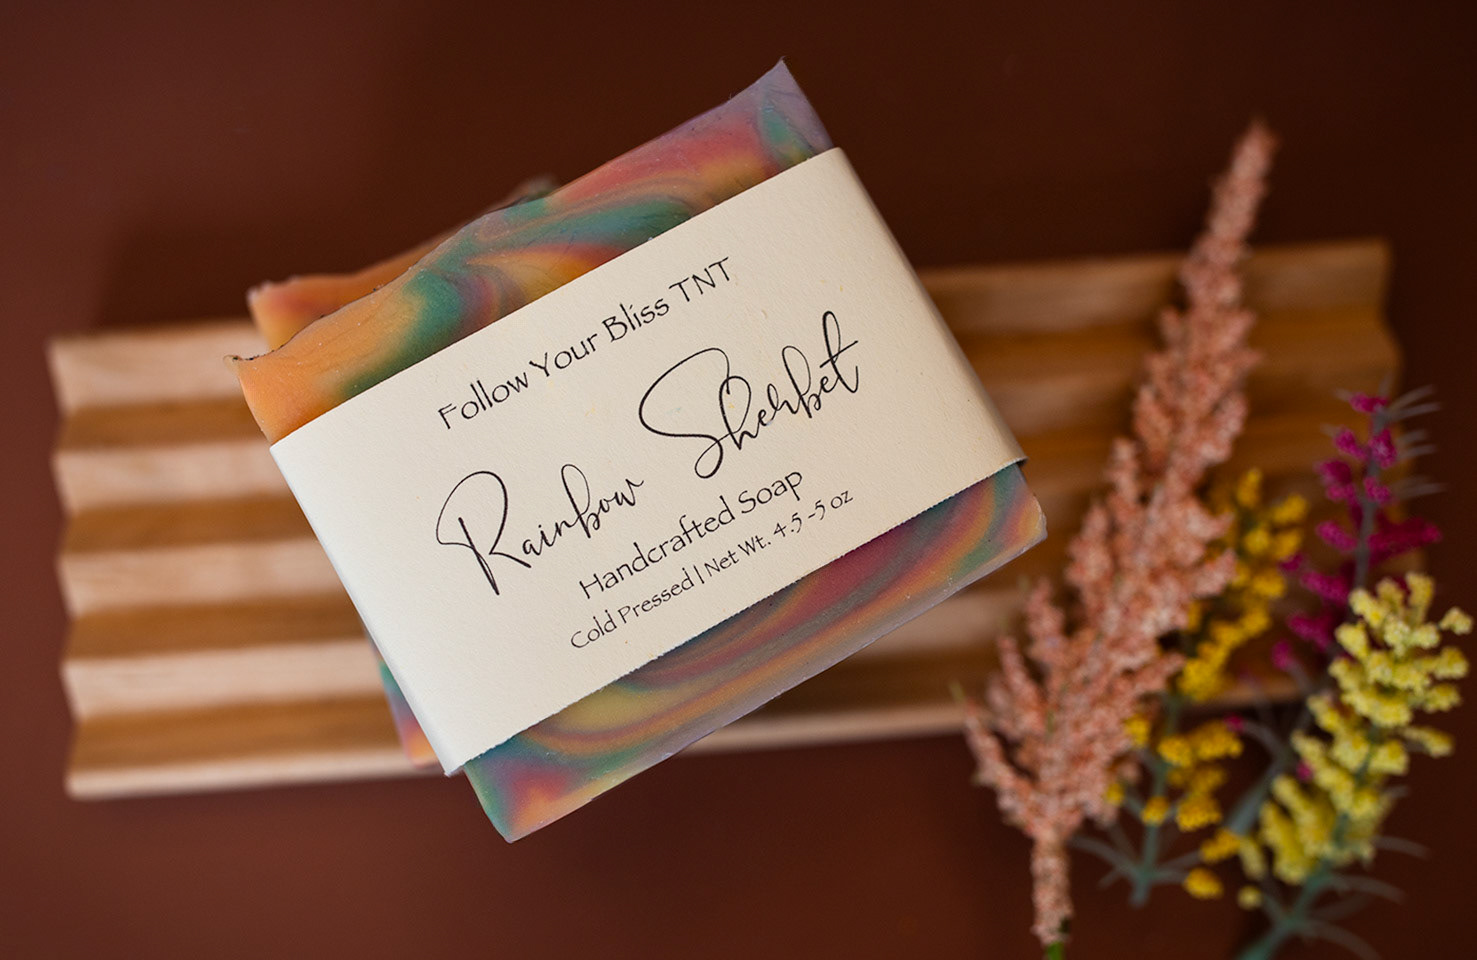 Follow Your Bliss TNT
Rainbow Sherbet
Handcrafted Soap
Cold Pressed | Net Wt. 4.5 -5 oz